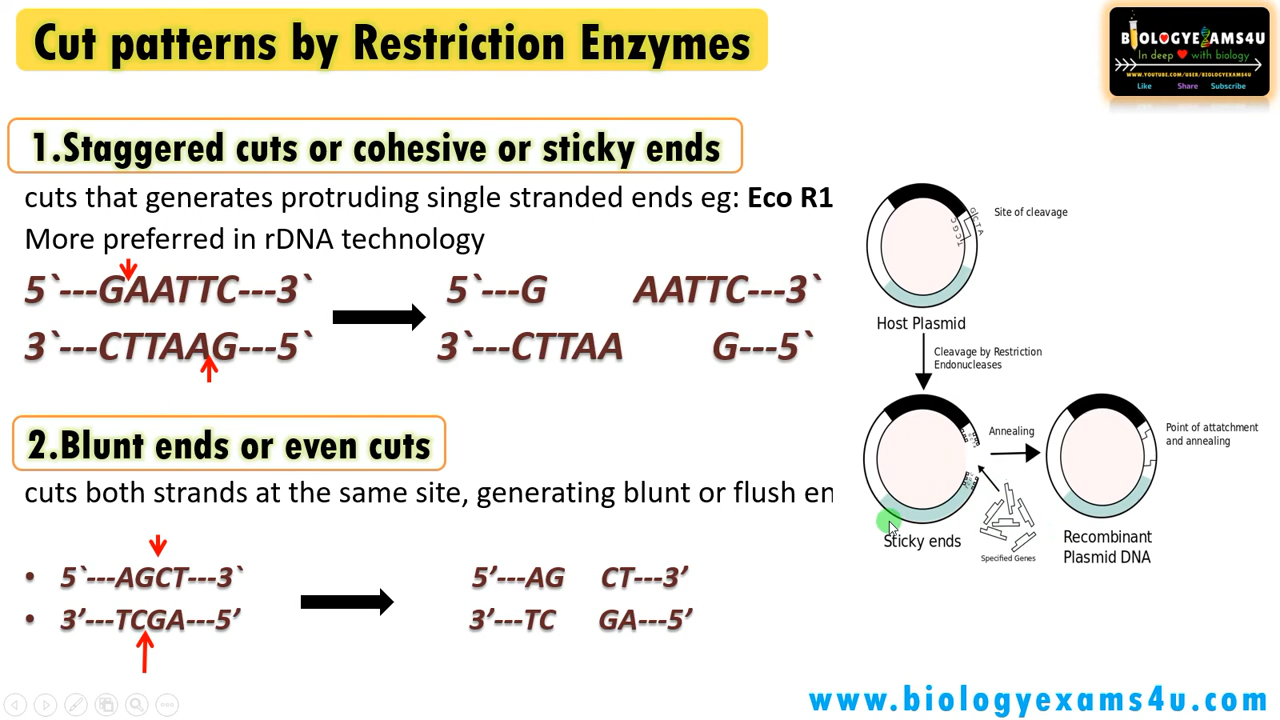 Cut patterns by Restriction Enzymes
BIOLOGYEXAMS4U
In deep with biology
WWW.YOUTUBE.COM/USER/BIOLOGYEXAMS4U
Like Share Subscribe
1.Staggered cuts or cohesive or sticky ends
cuts that generates protruding single stranded ends eg: Eco R1
More preferred in rDNA technology
5`---GAATTC---3` 5`---G AATTC---3`
3`---CTTAAG---5` 3`---CTTAA G---5`
2.Blunt ends or even cuts
cuts both strands at the same site, generating blunt or flush en
• 5`---AGCT---3` 5’---AG CT---3’
• 3’---TCGA---5’ 3’---TC GA---5’
Site of cleavage
Host Plasmid
Cleavage by Restriction
Endonucleases
Annealing
Point of attatchment
and annealing
Sticky ends
Specified Genes
Recombinant
Plasmid DNA
www.biologyexams4u.com